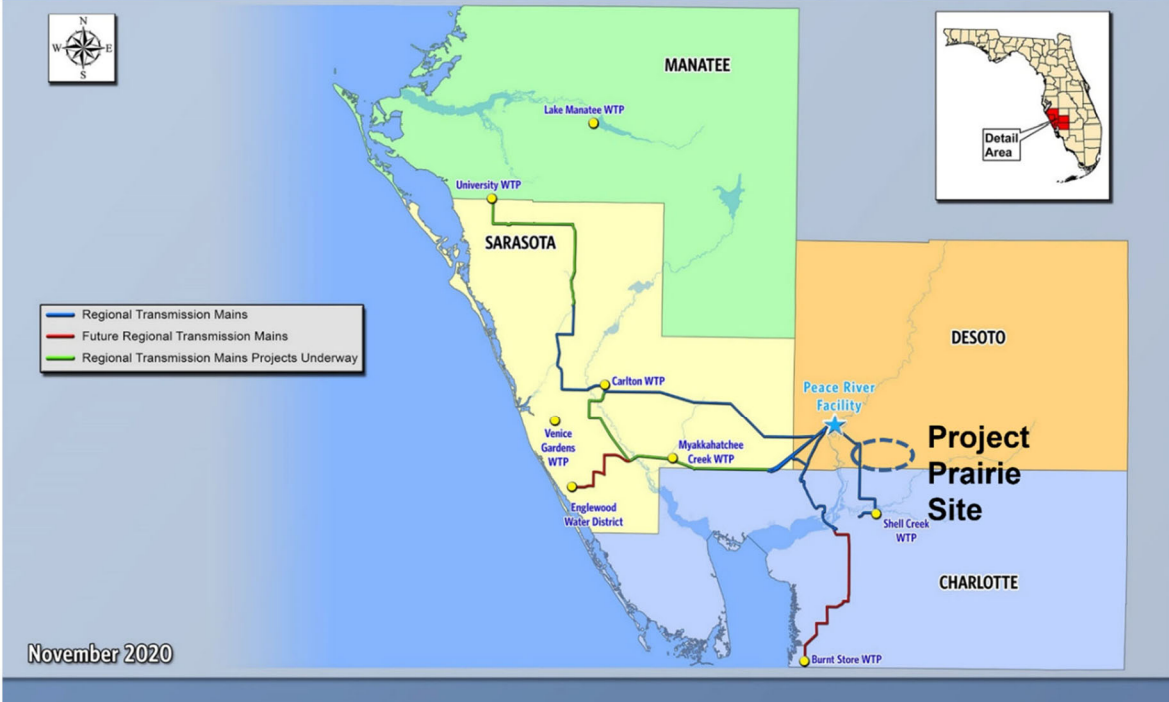 N
W E
S
MANATEE
Lake Manatee WTP
Detail
Area
University WTP
SARASOTA
Regional Transmission Mains
Future Regional Transmission Mains
Regional Transmission Mains Projects Underway
DESOTO
Carlton WTP
Peace River
Facility
Venice
Gardens
WTP
Myakkahatchee
Creek WTP
Project
Prairie
Site
Englewood
Water District
Shell Creek
WTP
CHARLOTTE
November 2020
Burnt Store WTP